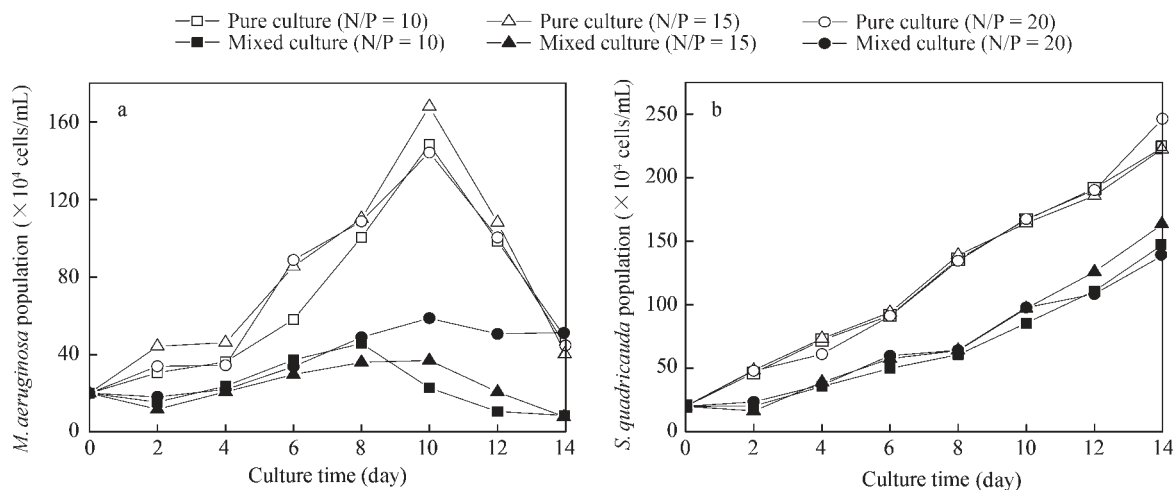 Pure culture (N/P = 10) Pure culture (N/P = 15) Pure culture (N/P = 20)
Mixed culture (N/P = 10) Mixed culture (N/P = 15) Mixed culture (N/P = 20)
a
M. aeruginosa population (×10⁴ cells/mL)
160
120
80
40
0
0 2 4 6 8 10 12 14
Culture time (day)
b
S. quadricauda population (×10⁴ cells/mL)
250
200
150
100
50
0
0 2 4 6 8 10 12 14
Culture time (day)